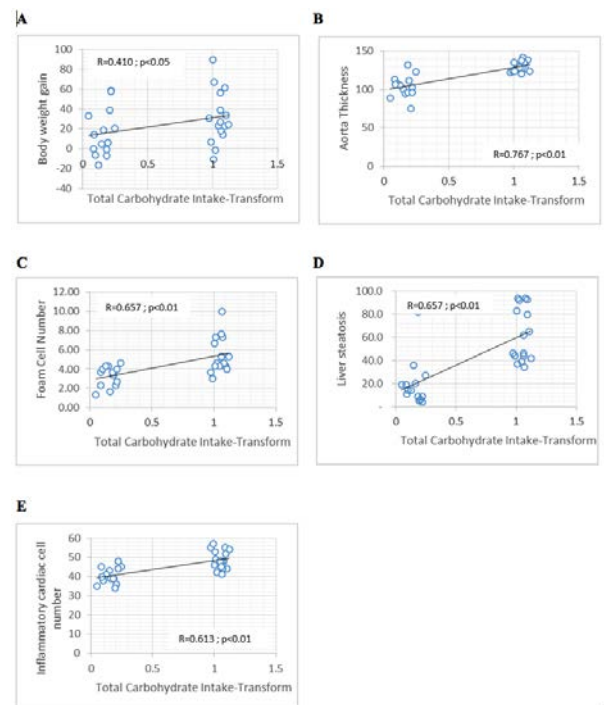 A
R=0.410 ; p<0.05
Body weight gain
100
80
60
40
20
0
-20
-40
0
0.5
1
1.5
Total Carbohydrate Intake-Transform
B
Aorta Thickness
150
100
50
0
R=0.767 ; p<0.01
0
0.5
1
1.5
Total Carbohydrate Intake-Transform
C
R=0.657 ; p<0.01
Foam Cell Number
12.00
10.00
8.00
6.00
4.00
2.00
0.00
0
0.5
1
1.5
Total Carbohydrate Intake-Transform
D
R=0.657 ; p<0.01
Liver steatosis
100.0
80.0
60.0
40.0
20.0
-
0
0.5
1
1.5
Total Carbohydrate Intake-Transform
E
Inflammatory cardiac cell
number
60
50
40
30
20
10
0
R=0.613 ; p<0.01
0
0.5
1
1.5
Total Carbohydrate Intake-Transform